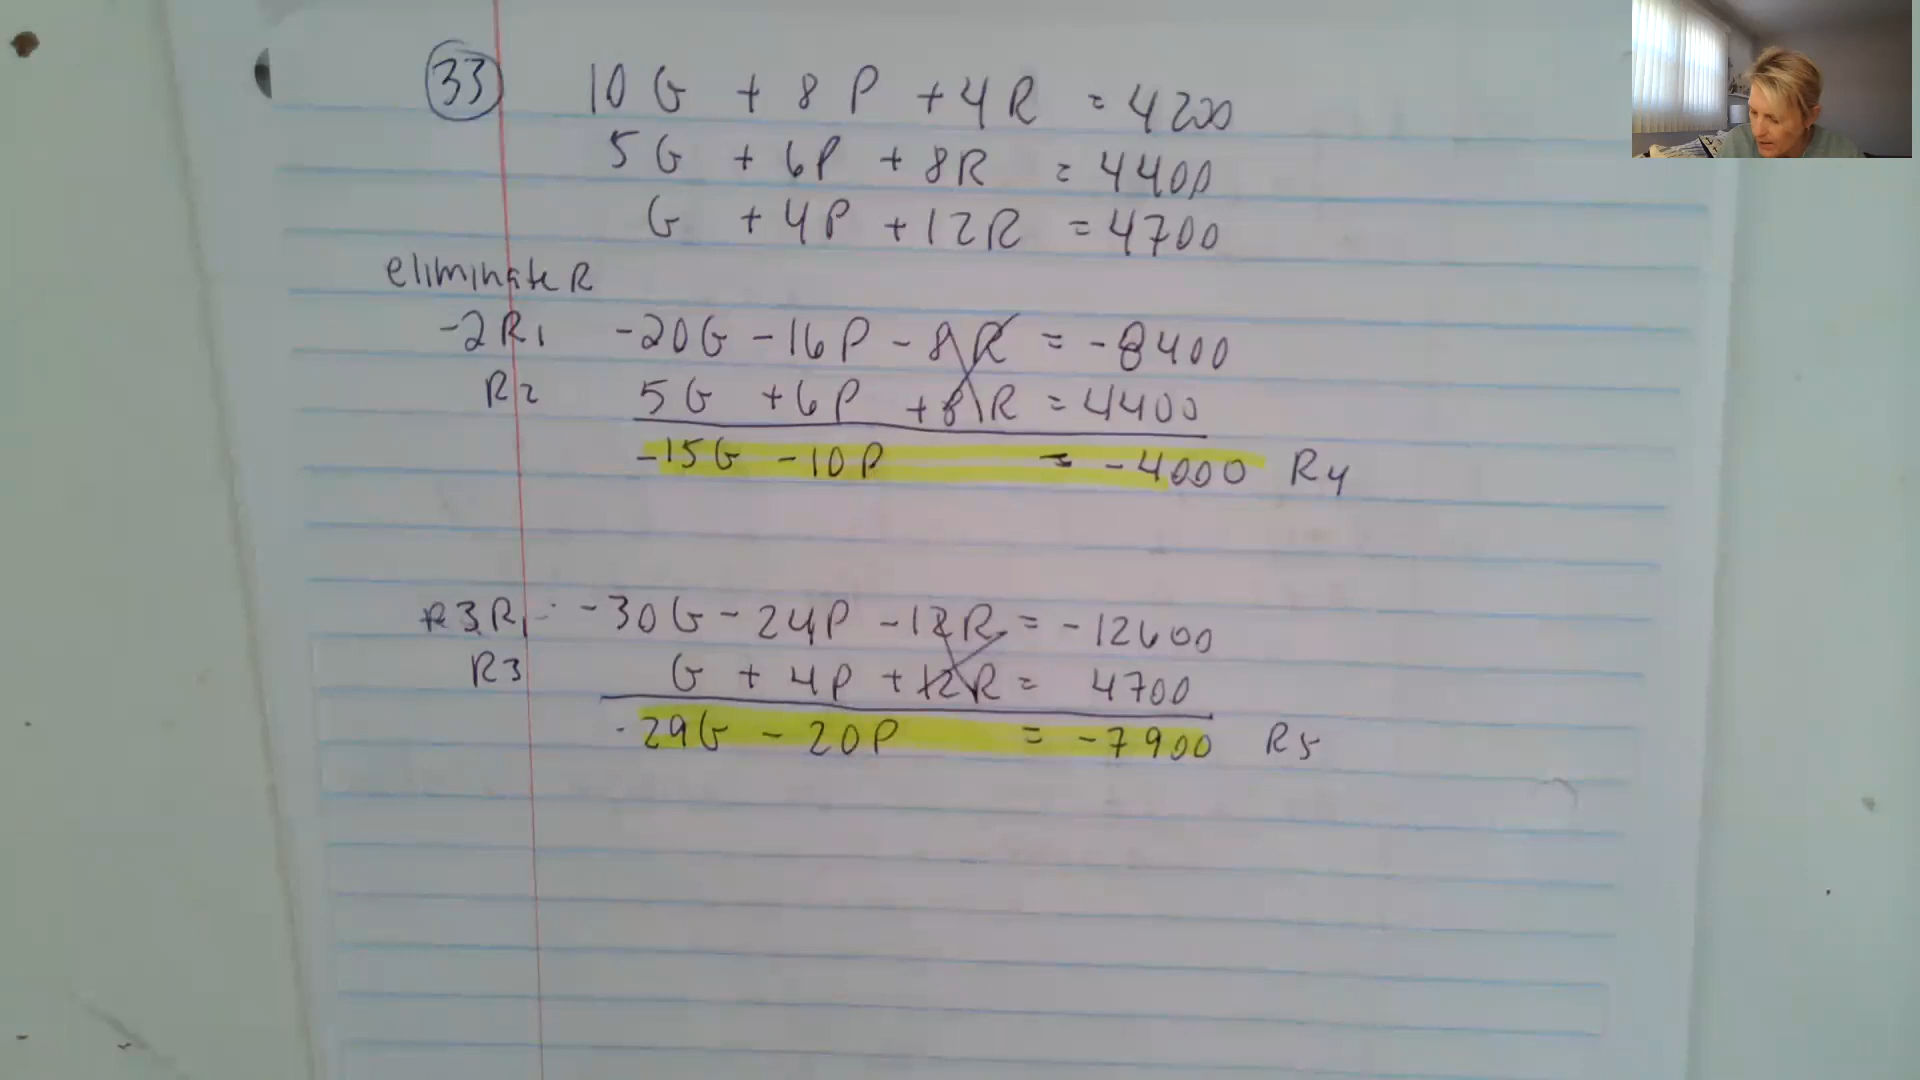 33 10G + 8P + 4R = 4200
5G + 6P + 8R = 4400
G + 4P + 12R = 4700
eliminate R
-2R1 -20G - 16P - 8R = -8400
R2 5G + 6P + 8R = 4400
-15G - 10P = -4000 R4
3R1 -30G - 24P - 12R = -12600
R3 G + 4P + 12R = 4700
-29G - 20P = -7900 R5